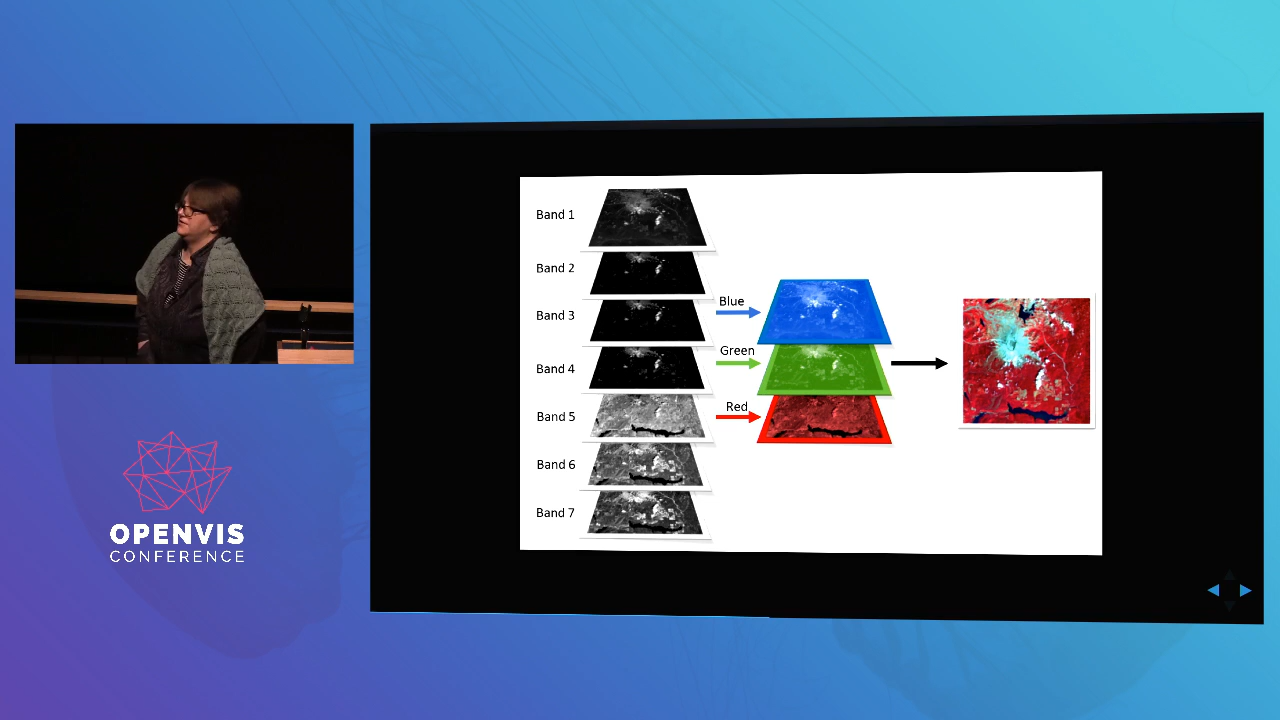 Band 1
Band 2
Band 3
Band 4
Band 5
Band 6
Band 7
Blue
Green
Red
OPENVIS
CONFERENCE